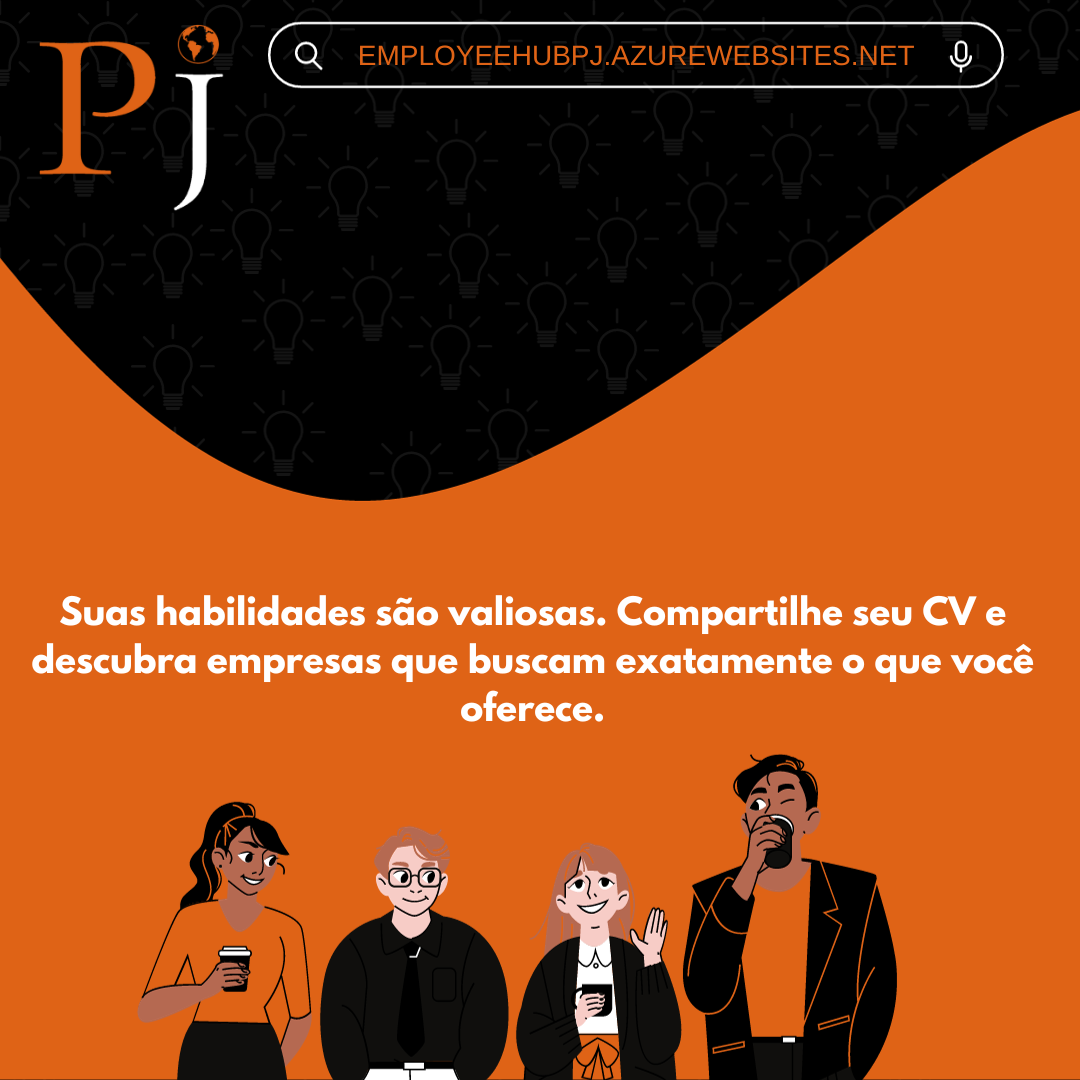 PJ
EMPLOYEEHUBPJ.AZUREWEBSITES.NET
Suas habilidades são valiosas. Compartilhe seu CV e
descubra empresas que buscam exatamente o que você
oferece.